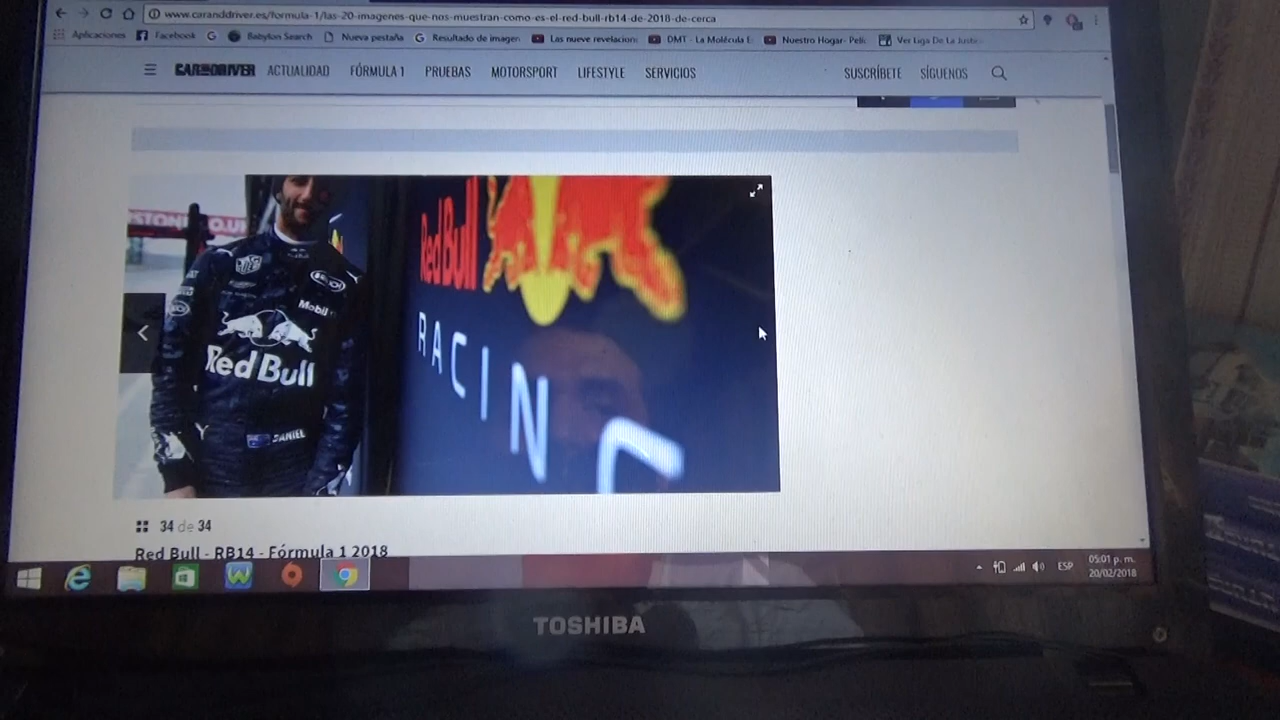 www.caranddriver.es/formula-1/las-20-imagenes-que-nos-muestran-como-es-el-red-bull-rb14-de-2018-de-cerca
Aplicaciones Facebook Babylon Search Nueva pestaña Resultado de imagen Las nueve revelacion DMT - La Molécula E Nuestro Hogar- Pelíc Ver Liga De La Justic
CAR AND DRIVER ACTUALIDAD FÓRMULA 1 PRUEBAS MOTORSPORT LIFESTYLE SERVICIOS SUSCRÍBETE SÍGUENOS
STON
O.U
TAG
Mobil
Red Bull
DANIEL
Red Bull
RACIN
34 de 34
Red Bull - RB14 - Fórmula 1 2018
ESP
05:01 p. m.
20/02/2018
TOSHIBA